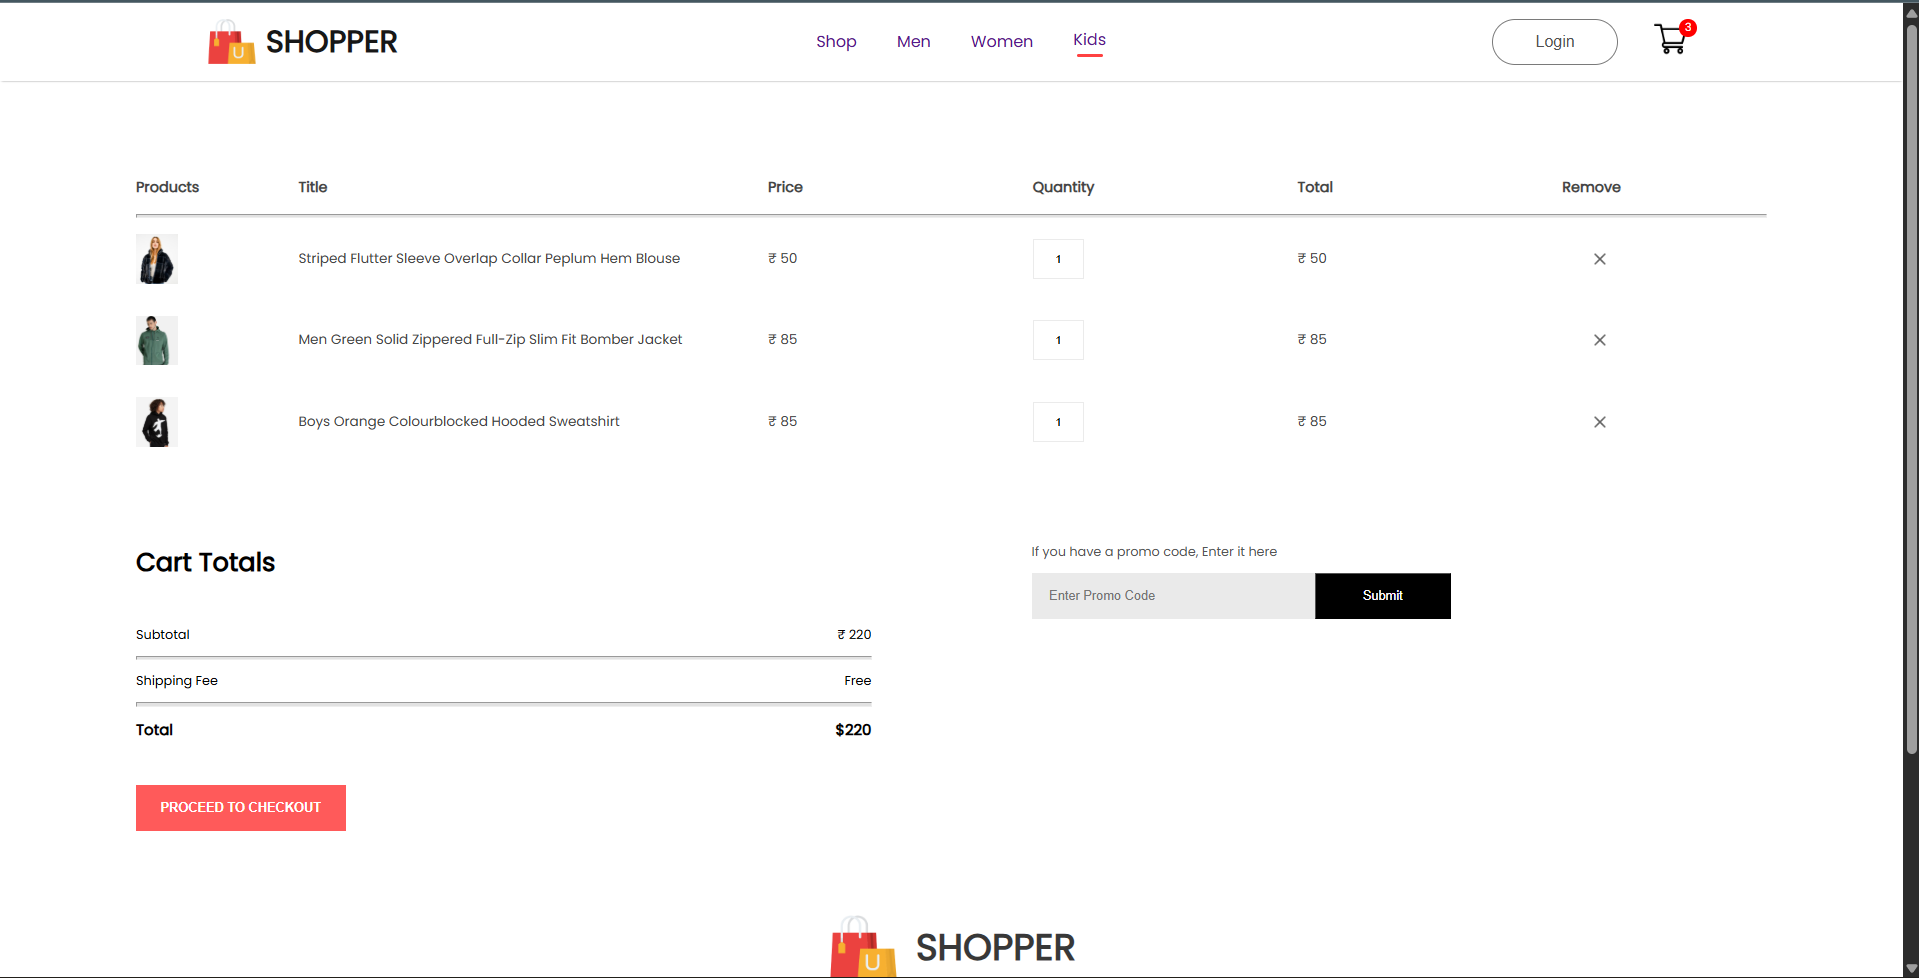 SHOPPER
Shop Men Women Kids
Login
3
Products Title Price Quantity Total Remove
Striped Flutter Sleeve Overlap Collar Peplum Hem Blouse ₹ 50 1 ₹ 50
Men Green Solid Zippered Full-Zip Slim Fit Bomber Jacket ₹ 85 1 ₹ 85
Boys Orange Colourblocked Hooded Sweatshirt ₹ 85 1 ₹ 85
Cart Totals
Subtotal ₹ 220
Shipping Fee Free
Total $220
PROCEED TO CHECKOUT
If you have a promo code, Enter it here
Enter Promo Code Submit
U SHOPPER